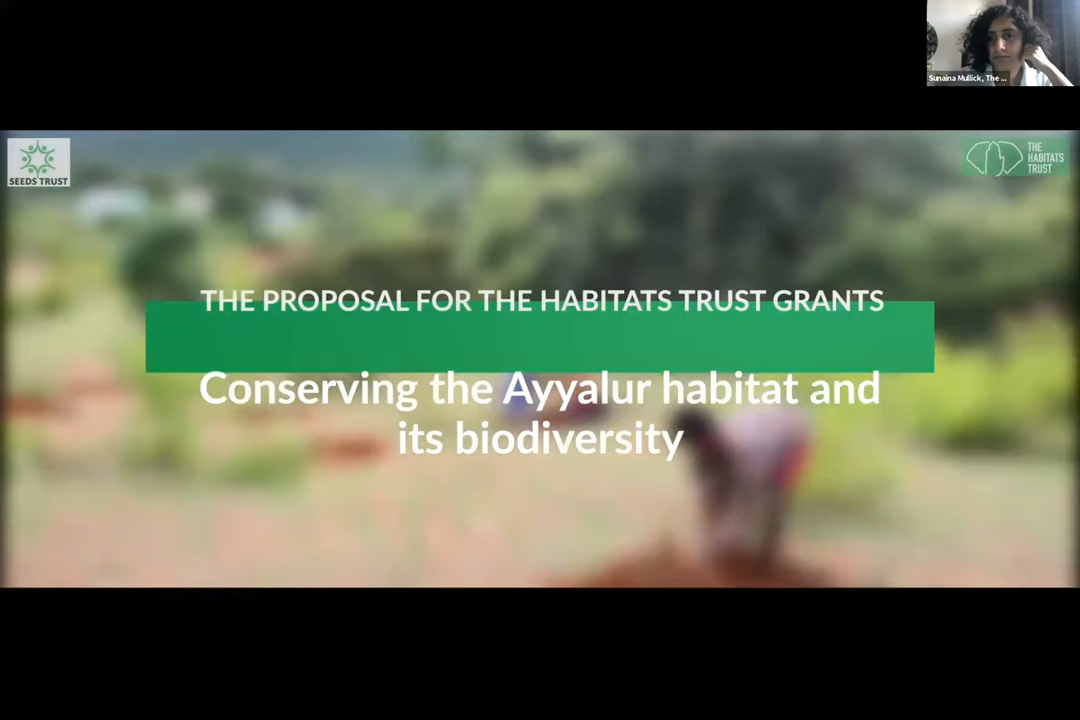 Sunaina Mullick, The ...
SEEDS TRUST
THE
HABITATS
TRUST
THE PROPOSAL FOR THE HABITATS TRUST GRANTS
Conserving the Ayyalur habitat and
its biodiversity